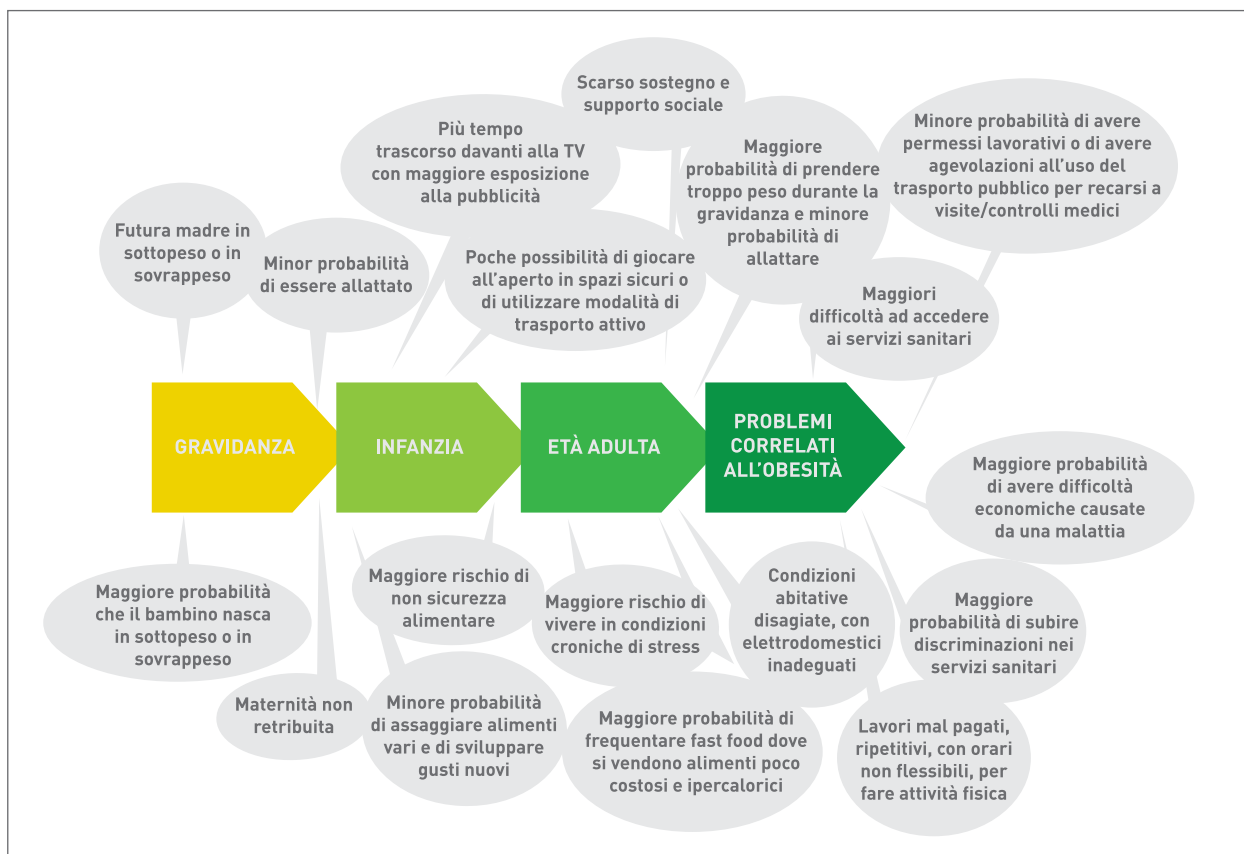 Scarso sostegno e
supporto sociale
Più tempo
trascorso davanti alla TV
con maggiore esposizione
alla pubblicità
Maggiore
probabilità di prendere
troppo peso durante la
gravidanza e minore
probabilità di
allattare
Minore probabilità di avere
permessi lavorativi o di avere
agevolazioni all'uso del
trasporto pubblico per recarsi a
visite/controlli medici
Futura madre in
sottopeso o in
sovrappeso
Minor probabilità
di essere allattato
Poche possibilità di giocare
all'aperto in spazi sicuri o
di utilizzare modalità di
trasporto attivo
Maggiori
difficoltà ad accedere
ai servizi sanitari
GRAVIDANZA
INFANZIA
ETÀ ADULTA
PROBLEMI
CORRELATI
ALL'OBESITÀ
Maggiore probabilità
di avere difficoltà
economiche causate
da una malattia
Maggiore probabilità
che il bambino nasca
in sottopeso o in
sovrappeso
Maggiore rischio di
non sicurezza
alimentare
Maggiore rischio di
vivere in condizioni
croniche di stress
Condizioni
abitative
disagiate, con
elettrodomestici
inadeguati
Maggiore
probabilità di subire
discriminazioni nei
servizi sanitari
Maternità non
retribuita
Minore probabilità
di assaggiare alimenti
vari e di sviluppare
gusti nuovi
Maggiore probabilità di
frequentare fast food dove
si vendono alimenti poco
costosi e ipercalorici
Lavori mal pagati,
ripetitivi, con orari
non flessibili, per
fare attività fisica